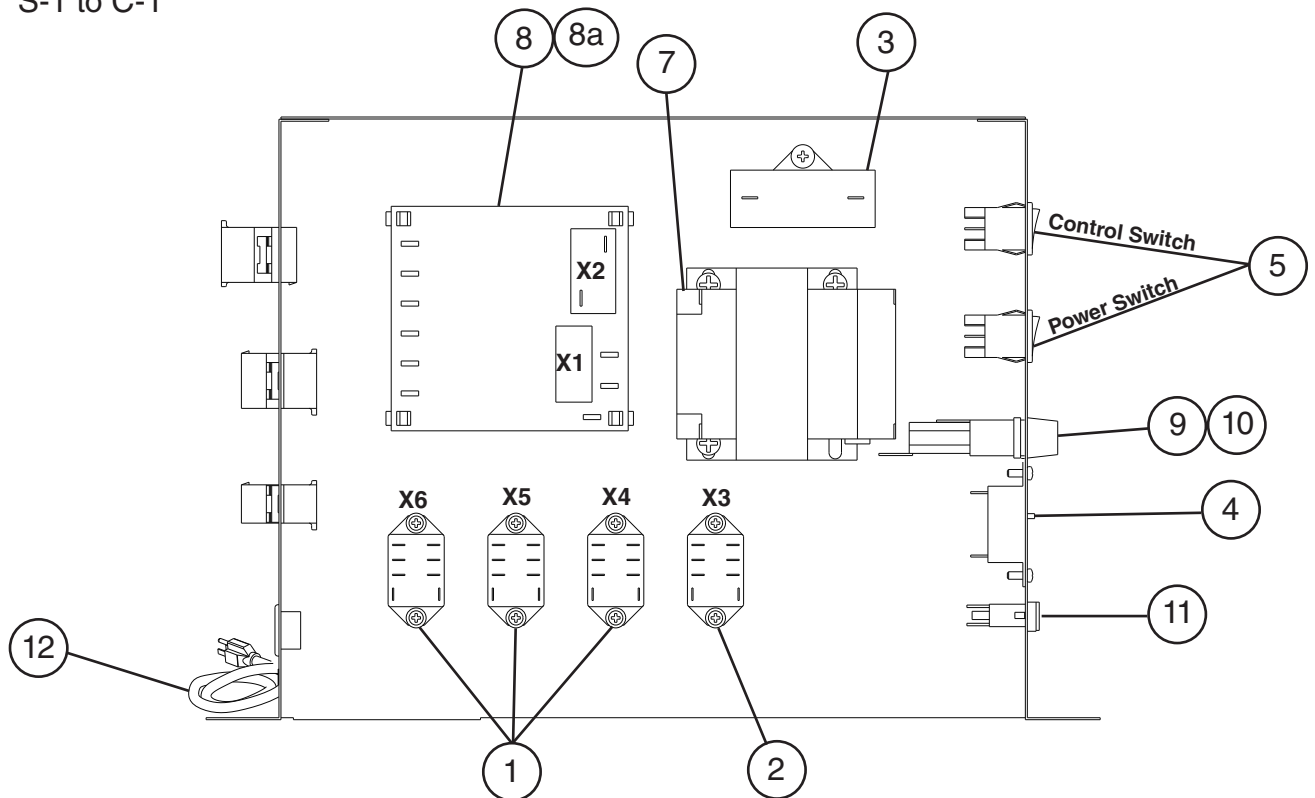 S-1 to C-1
8
8a
7
3
X2
X1
Control Switch
Power Switch
5
9
10
X6
X5
X4
X3
4
11
12
1
2